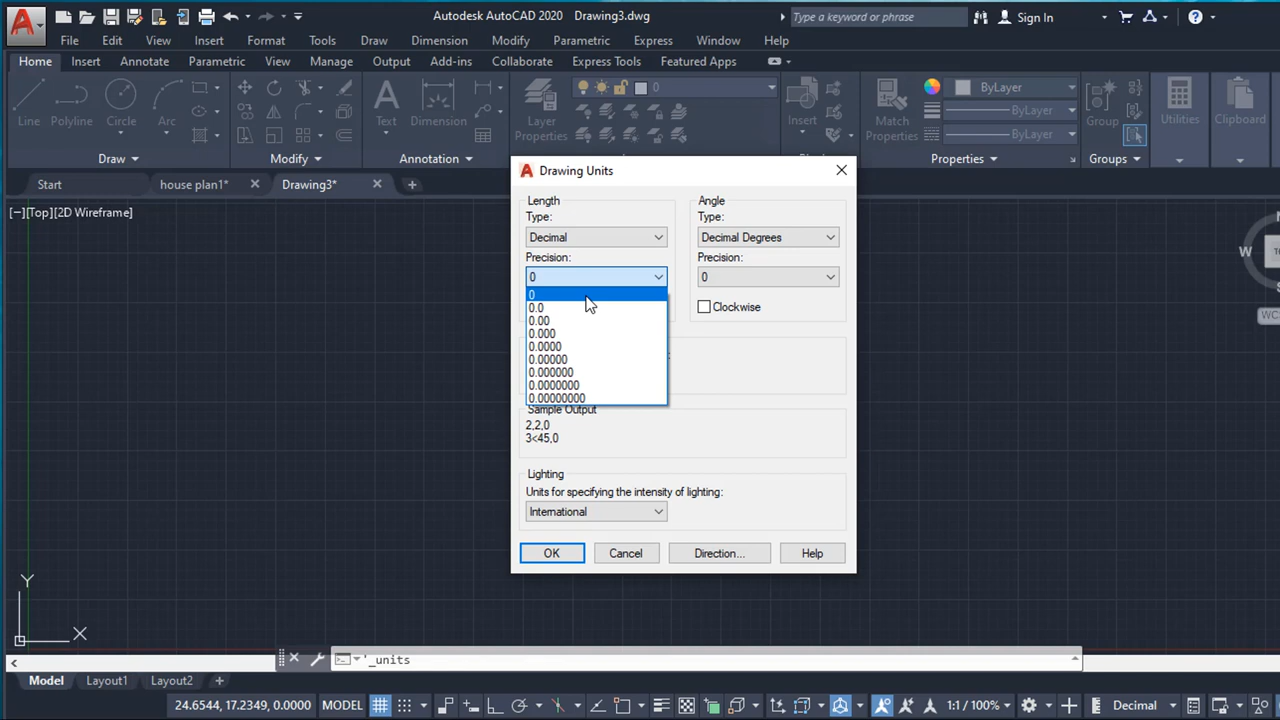 Autodesk AutoCAD 2020 Drawing3.dwg
Type a keyword or phrase
Sign In
File Edit View Insert Format Tools Draw Dimension Modify Parametric Express Window Help
Home Insert Annotate Parametric View Manage Output Add-ins Collaborate Express Tools Featured Apps
Line Polyline Circle Arc
Text Dimension
Layer Properties
0
Insert
Match Properties
ByLayer
ByLayer
ByLayer
Group
Utilities
Clipboard
Draw Modify Annotation Properties Groups
Start house plan1* Drawing3*
[−][Top][2D Wireframe]
Drawing Units
Length
Type:
Decimal
Precision:
0
0
0.0
0.00
0.000
0.0000
0.00000
0.000000
0.0000000
0.00000000
Angle
Type:
Decimal Degrees
Precision:
0
Clockwise
Sample Output
2,2,0
3<45,0
Lighting
Units for specifying the intensity of lighting:
International
OK Cancel Direction... Help
W
Y
X
'_units
Model Layout1 Layout2
24.6544, 17.2349, 0.0000 MODEL 1:1 / 100% Decimal